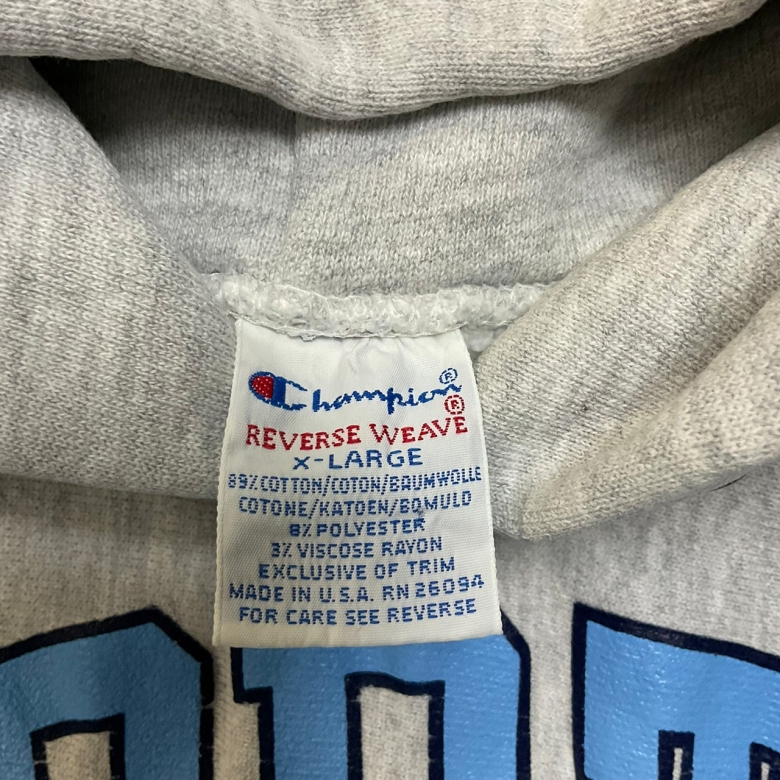 Champion®
REVERSE WEAVE®
X-LARGE
89% COTTON/COTON/BAUMWOLLE
COTONE/KATOEN/BOMULD
8% POLYESTER
3% VISCOSE RAYON
EXCLUSIVE OF TRIM
MADE IN U.S.A. RN 26094
FOR CARE SEE REVERSE